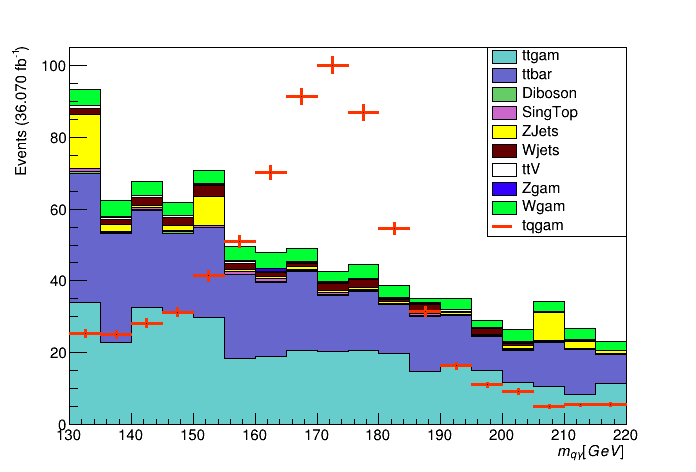 Events (36.070 fb⁻¹)
100
80
60
40
20
0
ttgam
ttbar
Diboson
SingTop
ZJets
Wjets
ttV
Zgam
Wgam
tqgam
130 140 150 160 170 180 190 200 210 220
m_qγ[GeV]